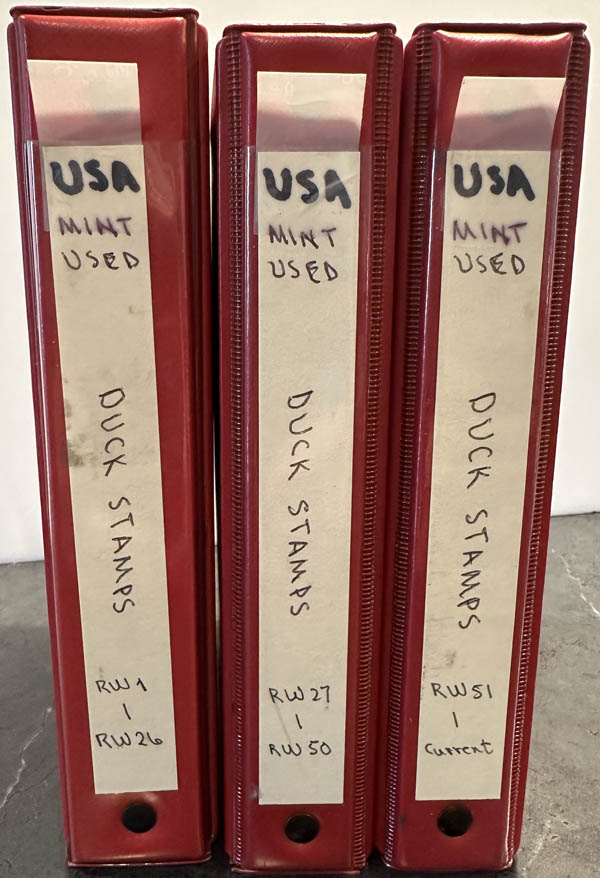 USA
MINT
USED
DUCK STAMPS
RW1
-
RW26
USA
MINT
USED
DUCK STAMPS
RW27
-
RW50
USA
MINT
USED
DUCK STAMPS
RW51
-
Current